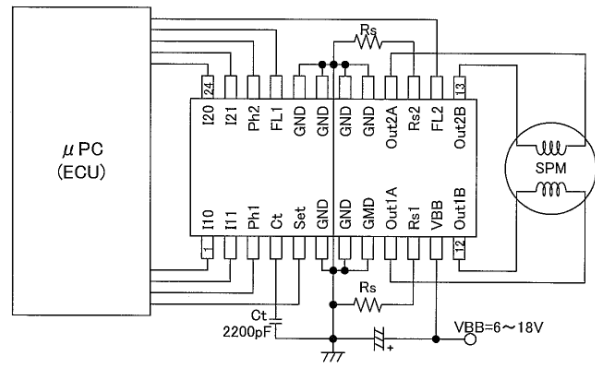 Rs
24
13
I20
I21
Ph2
FL1
GND
GND
GND
GND
Out2A
Rs2
FL2
Out2B
μPC
(ECU)
SPM
I10
I11
Ph1
Ct
Set
GND
GND
GMD
Out1A
Rs1
VBB
Out1B
1
12
Rs
Ct
2200pF
+
VBB=6～18V